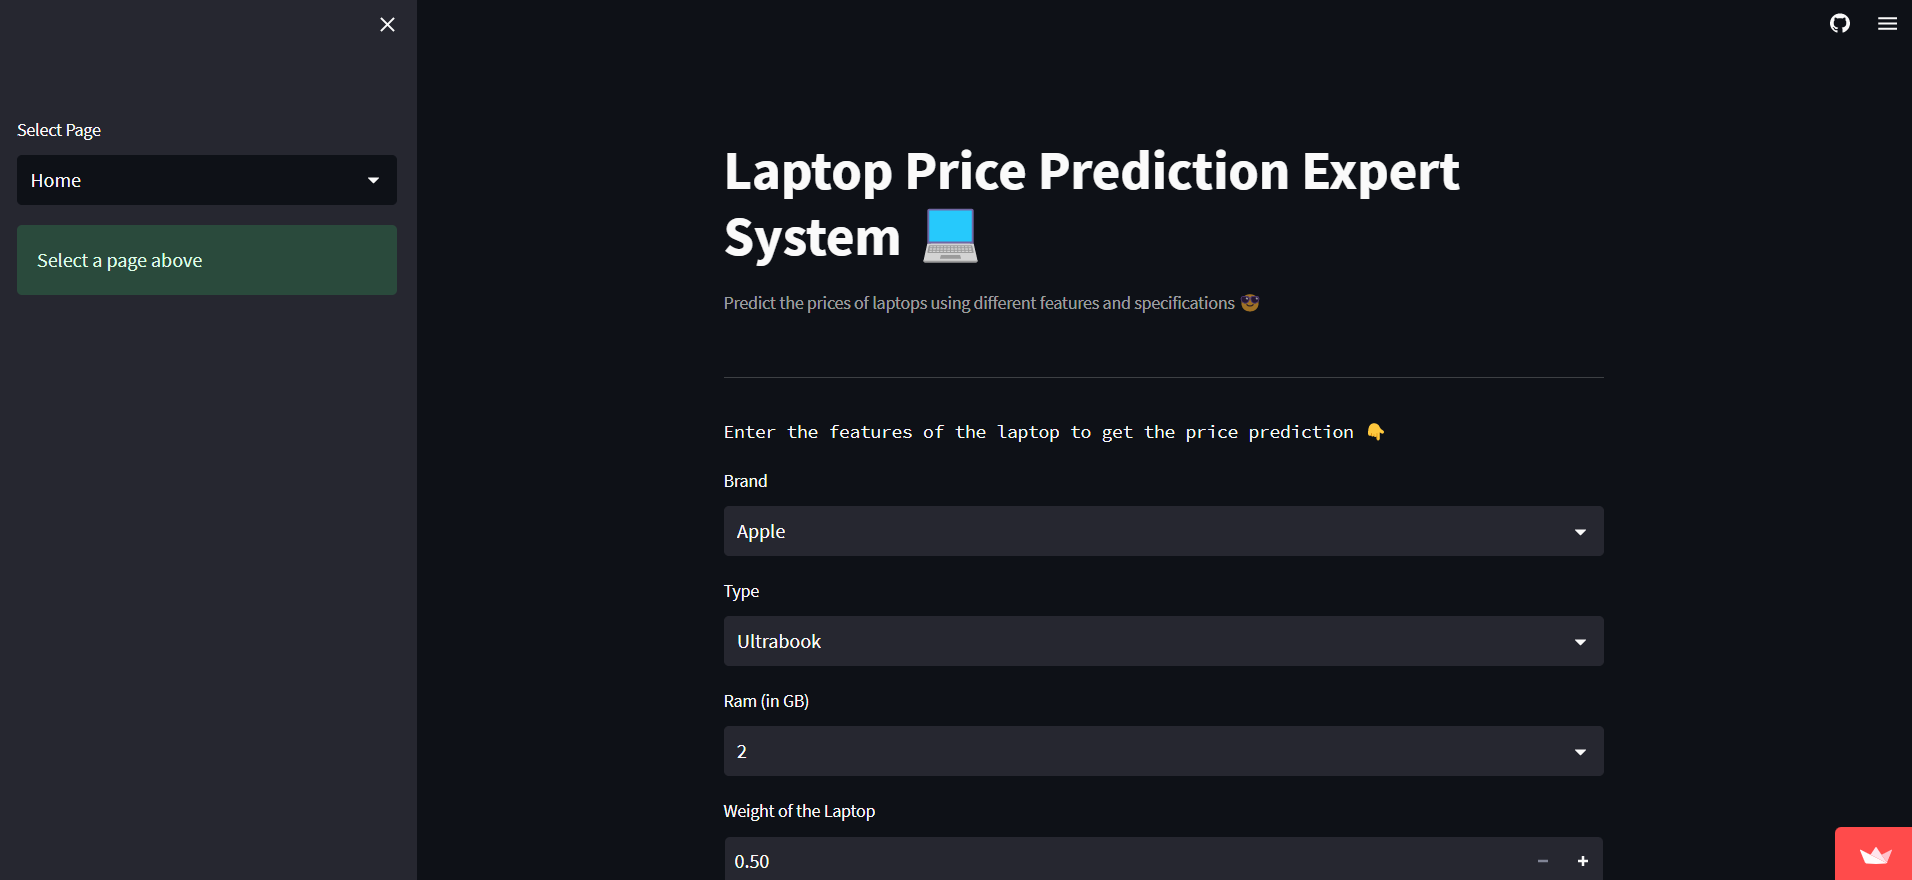 Select Page
Home
Select a page above
Laptop Price Prediction Expert
System
Predict the prices of laptops using different features and specifications
Enter the features of the laptop to get the price prediction
Brand
Apple
Type
Ultrabook
Ram (in GB)
2
Weight of the Laptop
0.50